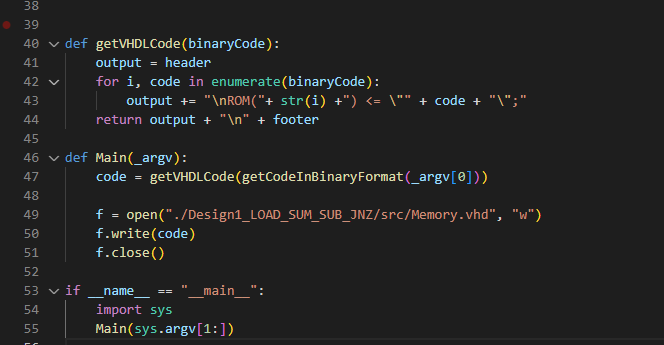 38
39
40 def getVHDLCode(binaryCode):
41     output = header
42     for i, code in enumerate(binaryCode):
43         output += "\nROM("+ str(i) +") <= \"" + code + "\";"
44     return output + "\n" + footer
45
46 def Main(_argv):
47     code = getVHDLCode(getCodeInBinaryFormat(_argv[0]))
48
49     f = open("./Design1_LOAD_SUM_SUB_JNZ/src/Memory.vhd", "w")
50     f.write(code)
51     f.close()
52
53 if __name__ == "__main__":
54     import sys
55     Main(sys.argv[1:])
56